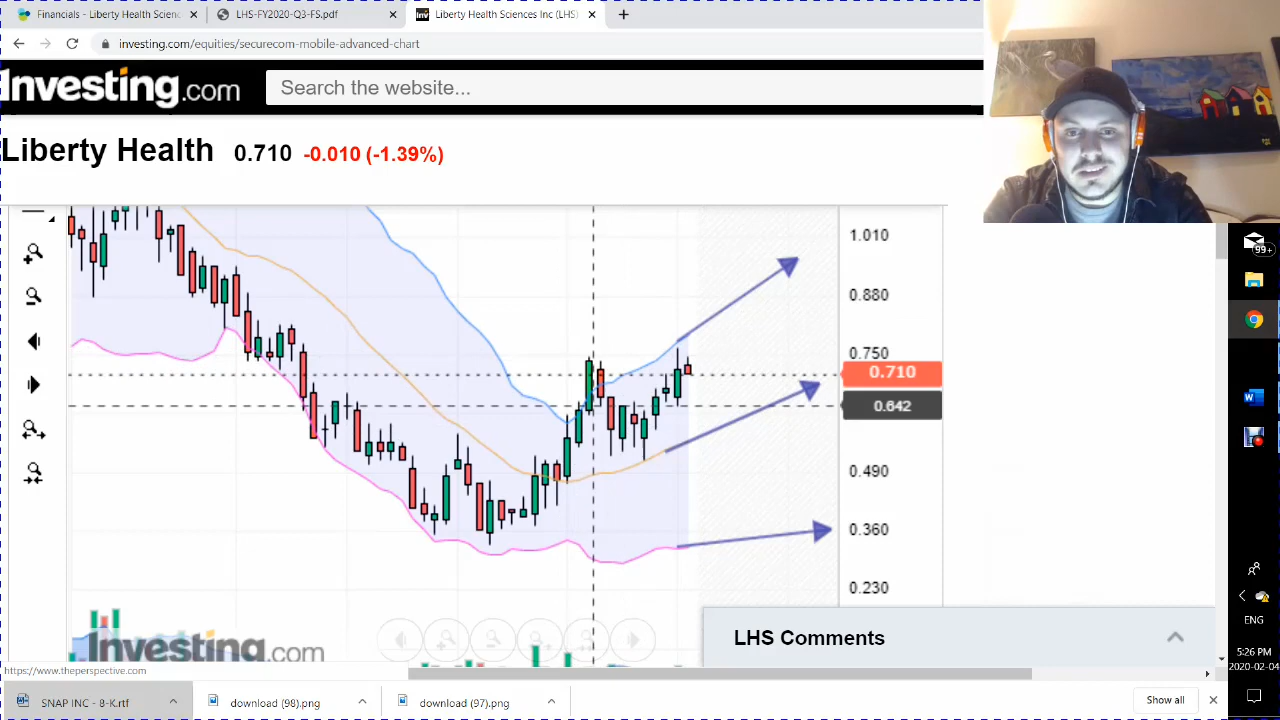 Financials - Liberty Health Scienc
LHS-FY2020-Q3-FS.pdf
Liberty Health Sciences Inc (LHS)
investing.com/equities/securecom-mobile-advanced-chart
Investing.com
Search the website...
Liberty Health 0.710 -0.010 (-1.39%)
1.010
0.880
0.750
0.710
0.642
0.490
0.360
0.230
99+
Investing.com
LHS Comments
https://www.theperspective.com
ENG
5:26 PM
2020-02-04
SNAP INC - 8-K.rtf
download (98).png
download (97).png
Show all